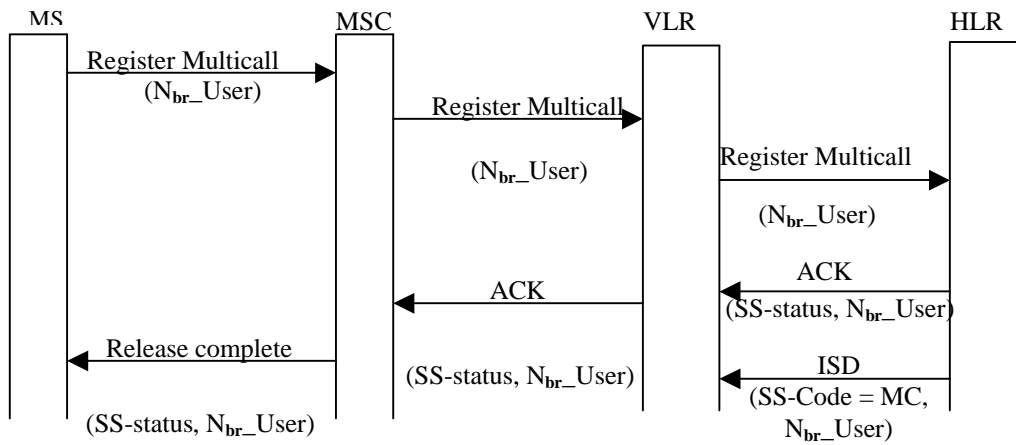 MS
MSC
VLR
HLR
Register Multicall
(Nbr_User)
Register Multicall
(Nbr_User)
Register Multicall
(Nbr_User)
ACK
(SS-status, Nbr_User)
ACK
(SS-status, Nbr_User)
Release complete
(SS-status, Nbr_User)
ISD
(SS-Code = MC,
Nbr_User)